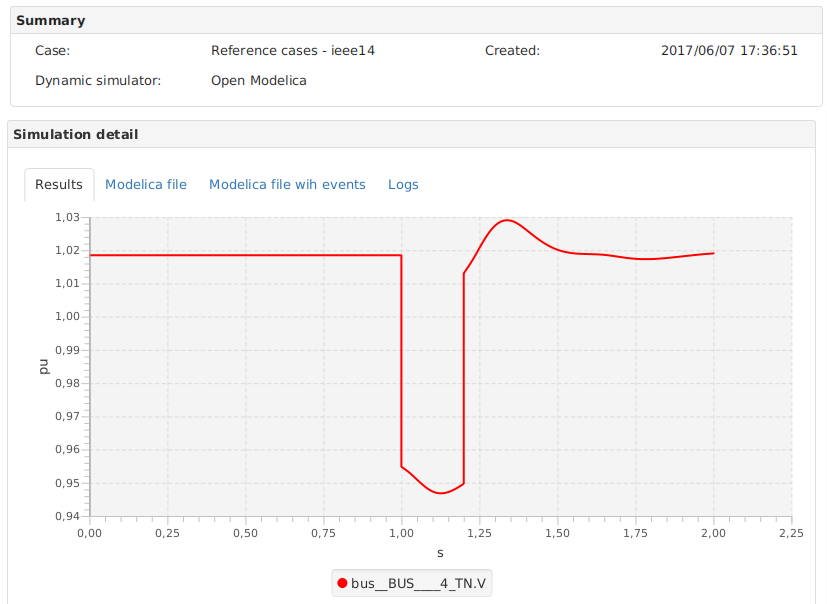 Summary
Case: Reference cases - ieee14 Created: 2017/06/07 17:36:51
Dynamic simulator: Open Modelica
Simulation detail
Results Modelica file Modelica file wih events Logs
1,03
1,02
1,01
1,00
0,99
0,98
0,97
0,96
0,95
0,94
pu
0,00 0,25 0,50 0,75 1,00 1,25 1,50 1,75 2,00 2,25
s
bus__BUS____4_TN.V